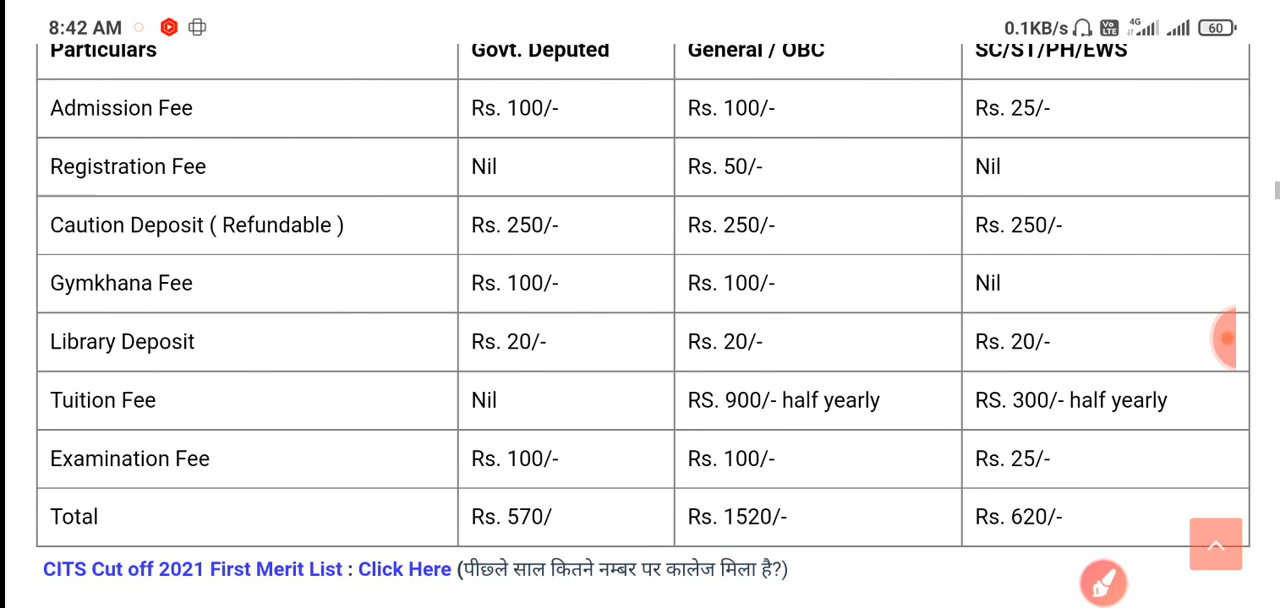 8:42 AM 0.1KB/s Vo LTE 4G 60
Particulars Govt. Deputed General / OBC SC/ST/PH/EWS
Admission Fee Rs. 100/- Rs. 100/- Rs. 25/-
Registration Fee Nil Rs. 50/- Nil
Caution Deposit ( Refundable ) Rs. 250/- Rs. 250/- Rs. 250/-
Gymkhana Fee Rs. 100/- Rs. 100/- Nil
Library Deposit Rs. 20/- Rs. 20/- Rs. 20/-
Tuition Fee Nil RS. 900/- half yearly RS. 300/- half yearly
Examination Fee Rs. 100/- Rs. 100/- Rs. 25/-
Total Rs. 570/ Rs. 1520/- Rs. 620/-
CITS Cut off 2021 First Merit List : Click Here (पीछले साल कितने नम्बर पर कालेज मिला है?)